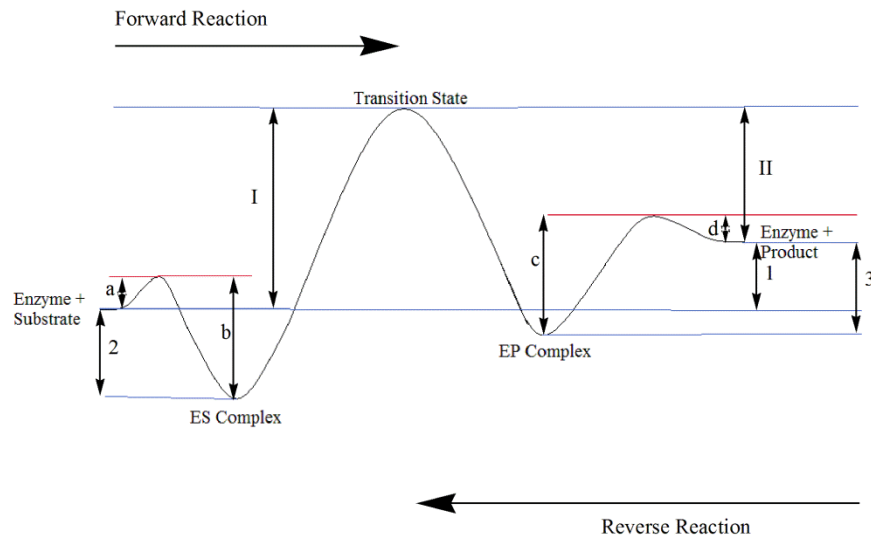 Forward Reaction
Transition State
I
II
d
Enzyme +
Product
c
1
3
a
Enzyme +
Substrate
b
2
EP Complex
ES Complex
Reverse Reaction